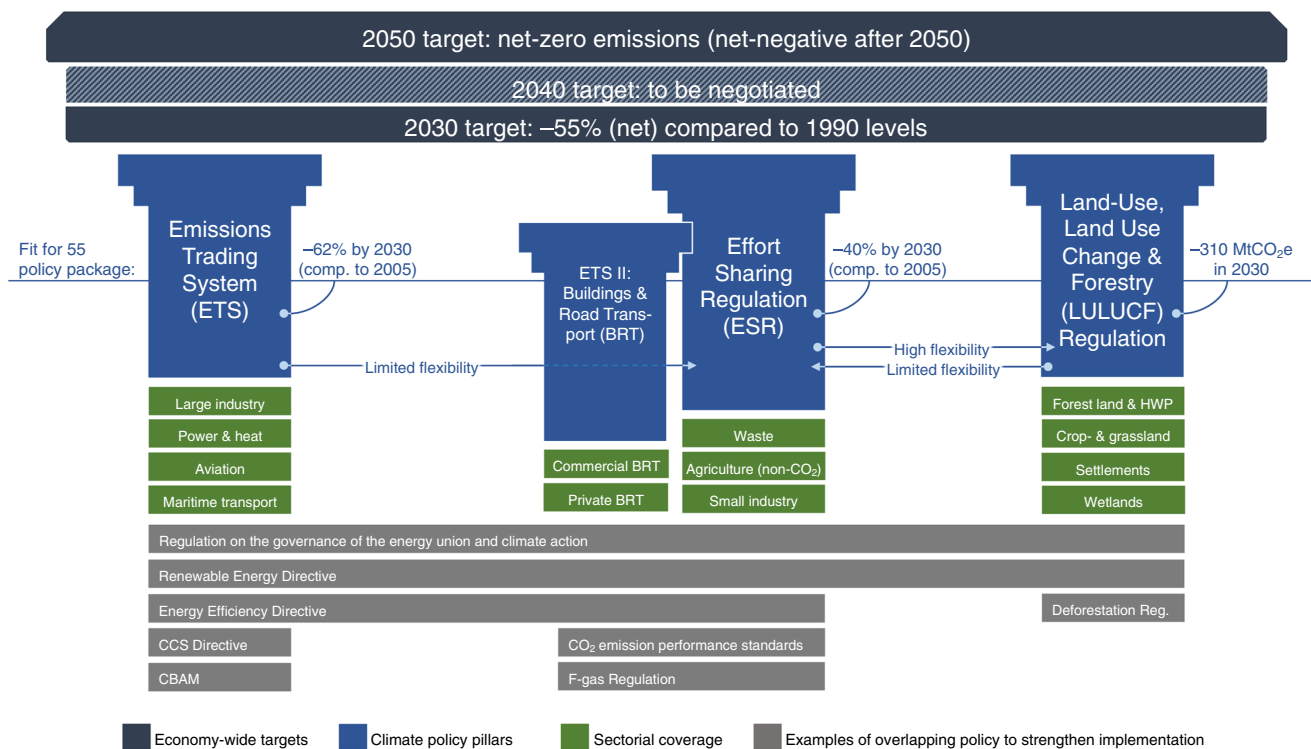 2050 target: net-zero emissions (net-negative after 2050)
2040 target: to be negotiated
2030 target: –55% (net) compared to 1990 levels
Fit for 55
policy package:
Emissions
Trading
System
(ETS)
–62% by 2030
(comp. to 2005)
ETS II:
Buildings &
Road Trans-
port (BRT)
Effort
Sharing
Regulation
(ESR)
–40% by 2030
(comp. to 2005)
Land-Use,
Land Use
Change &
Forestry
(LULUCF)
Regulation
–310 MtCO₂e
in 2030
Limited flexibility
High flexibility
Limited flexibility
Large industry
Power & heat
Aviation
Maritime transport
Commercial BRT
Private BRT
Waste
Agriculture (non-CO₂)
Small industry
Forest land & HWP
Crop- & grassland
Settlements
Wetlands
Regulation on the governance of the energy union and climate action
Renewable Energy Directive
Energy Efficiency Directive
Deforestation Reg.
CCS Directive
CO₂ emission performance standards
CBAM
F-gas Regulation
Economy-wide targets
Climate policy pillars
Sectorial coverage
Examples of overlapping policy to strengthen implementation